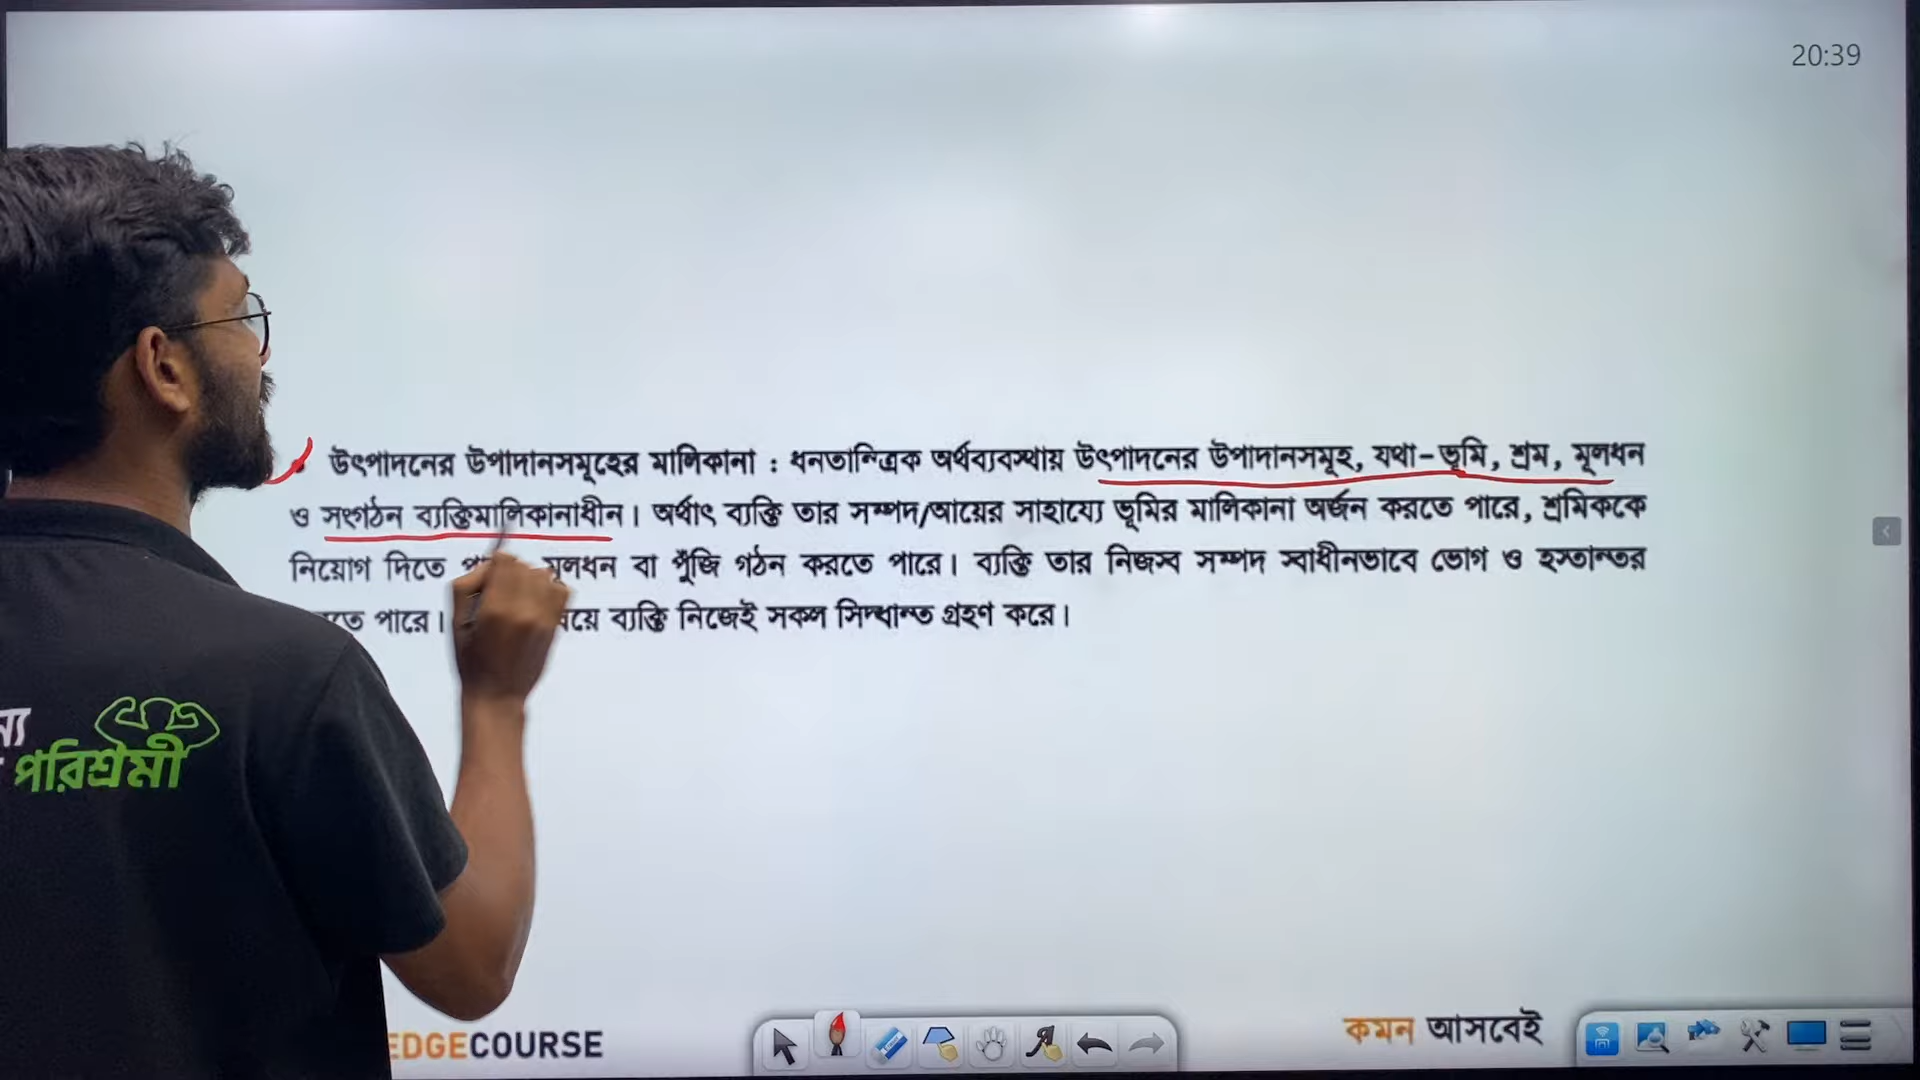 20:39
উৎপাদনের উপাদানসমূহের মালিকানা : ধনতান্ত্রিক অর্থব্যবস্থায় উৎপাদনের উপাদানসমূহ, যথা-ভূমি, শ্রম, মূলধন
ও সংগঠন ব্যক্তিমালিকানাধীন। অর্থাৎ ব্যক্তি তার সম্পদ/আয়ের সাহায্যে ভূমির মালিকানা অর্জন করতে পারে, শ্রমিককে
নিয়োগ দিতে মূলধন বা পুঁজি গঠন করতে পারে। ব্যক্তি তার নিজস্ব সম্পদ স্বাধীনভাবে ভোগ ও হস্তান্তর
পারে। ব্যক্তি নিজেই সকল সিদ্ধান্ত গ্রহণ করে।
পরিশ্রমী
EDGECOURSE
কমন আসবেই